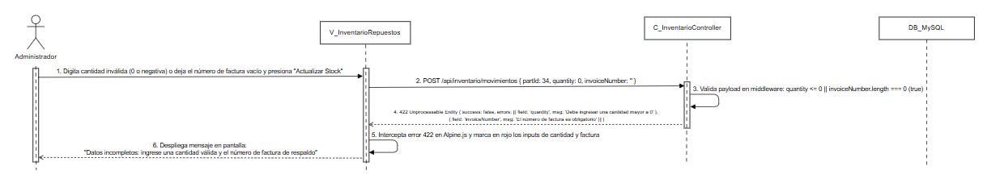 V_InventarioRepuestos
C_InventarioController
DB_MySQL
Administrador
1. Digita cantidad inválida (0 o negativa) o deja el número de factura vacío y presiona "Actualizar Stock"
2. POST /api/inventario/movimientos { partId: 34, quantity: 0, invoiceNumber: '' }
3. Valida payload en middleware: quantity <= 0 || invoiceNumber.length === 0 (true)
4. 422 Unprocessable Entity { success: false, errors: [{ field: 'quantity', msg: 'Debe ingresar una cantidad mayor a 0' },
{ field: 'invoiceNumber', msg: 'El número de factura es obligatorio' }] }
5. Intercepta error 422 en Alpine.js y marca en rojo los inputs de cantidad y factura
6. Despliega mensaje en pantalla:
"Datos incompletos: ingrese una cantidad válida y el número de factura de respaldo"